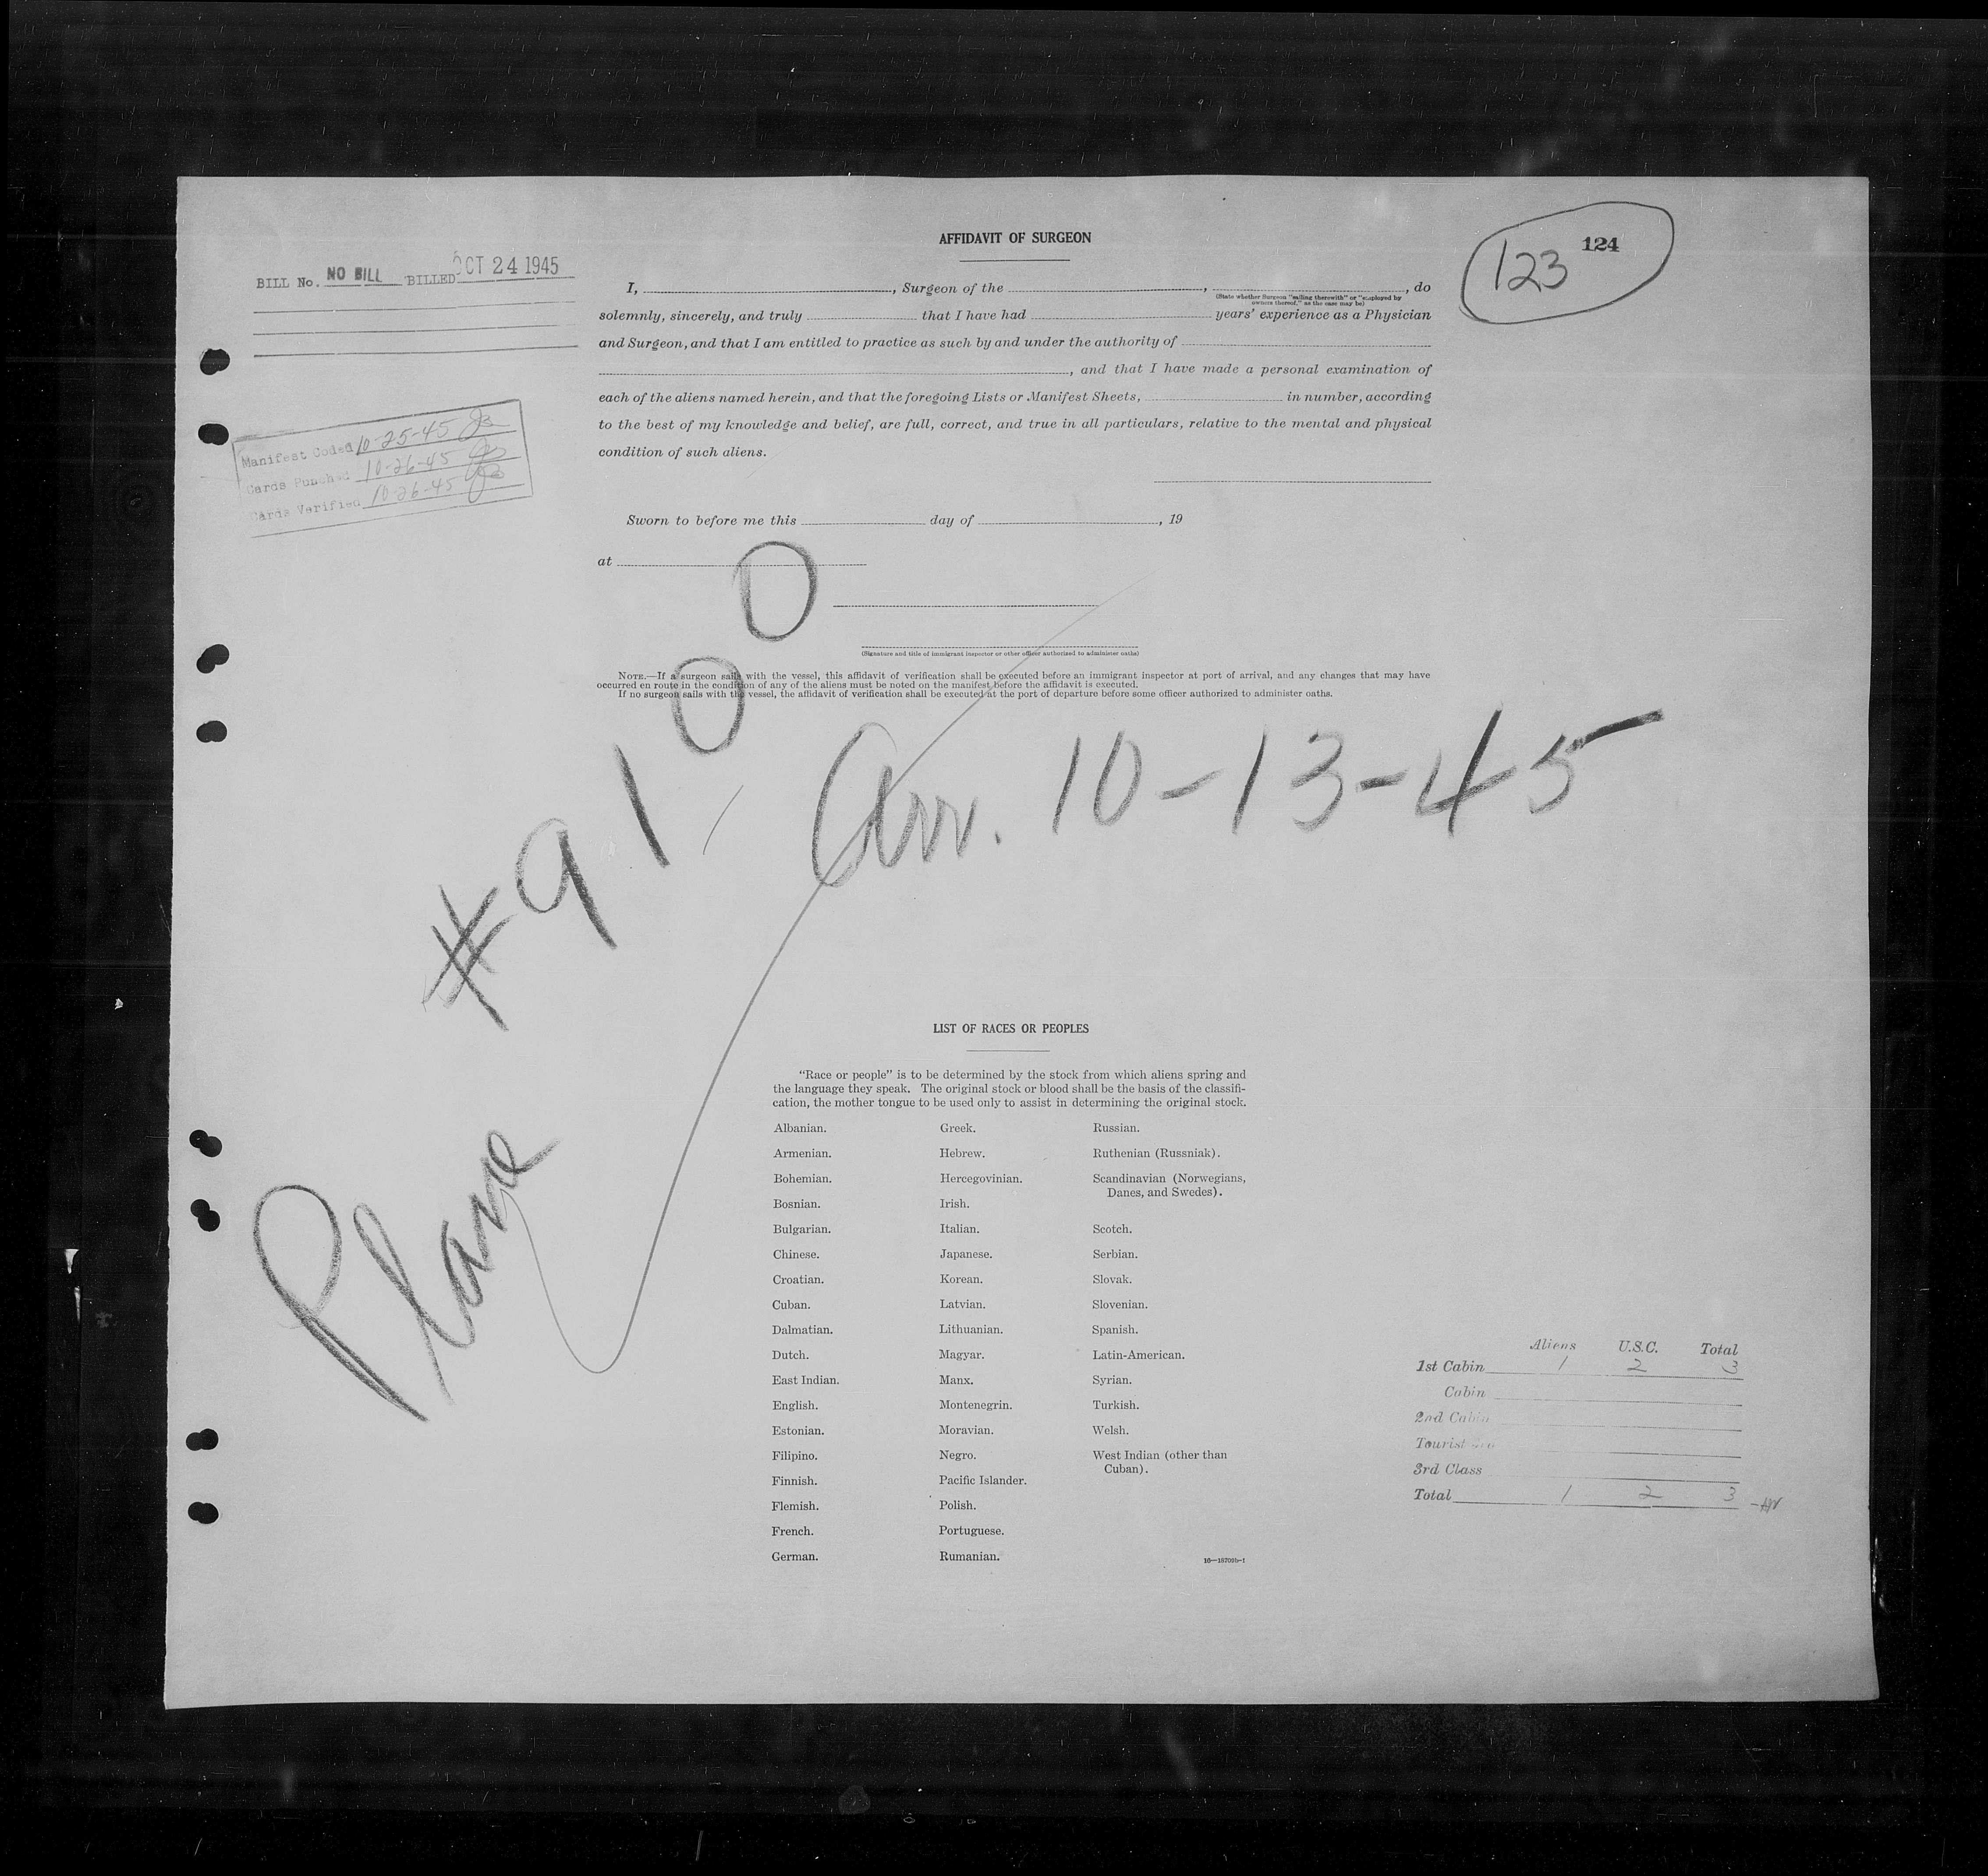 AFFIDAVIT OF SURGEON
124
123
BILL No. NO BILL BILLED OCT 24 1945
I, , Surgeon of the , , do
(State whether Surgeon "sailing therewith" or "employed by
owners thereof," as the case may be)
solemnly, sincerely, and truly that I have had years' experience as a Physician
and Surgeon, and that I am entitled to practice as such by and under the authority of
, and that I have made a personal examination of
each of the aliens named herein, and that the foregoing Lists or Manifest Sheets, in number, according
to the best of my knowledge and belief, are full, correct, and true in all particulars, relative to the mental and physical
condition of such aliens.
Manifest Coded 10-25-45
Cards Punched 10-26-45
Cards Verified 10-26-45
Sworn to before me this day of , 19
at
(Signature and title of immigrant inspector or other officer authorized to administer oaths)
NOTE.—If a surgeon sails with the vessel, this affidavit of verification shall be executed before an immigrant inspector at port of arrival, and any changes that may have
occurred en route in the condition of any of the aliens must be noted on the manifest before the affidavit is executed.
If no surgeon sails with the vessel, the affidavit of verification shall be executed at the port of departure before some officer authorized to administer oaths.
Plane #9100
Arr. 10-13-45
LIST OF RACES OR PEOPLES
"Race or people" is to be determined by the stock from which aliens spring and
the language they speak. The original stock or blood shall be the basis of the classifi-
cation, the mother tongue to be used only to assist in determining the original stock.
Albanian.
Armenian.
Bohemian.
Bosnian.
Bulgarian.
Chinese.
Croatian.
Cuban.
Dalmatian.
Dutch.
East Indian.
English.
Estonian.
Filipino.
Finnish.
Flemish.
French.
German.
Greek.
Hebrew.
Hercegovinian.
Irish.
Italian.
Japanese.
Korean.
Latvian.
Lithuanian.
Magyar.
Manx.
Montenegrin.
Moravian.
Negro.
Pacific Islander.
Polish.
Portuguese.
Rumanian.
Russian.
Ruthenian (Russniak).
Scandinavian (Norwegians,
Danes, and Swedes).
Scotch.
Serbian.
Slovak.
Slovenian.
Spanish.
Latin-American.
Syrian.
Turkish.
Welsh.
West Indian (other than
Cuban).
16—18709b-1
Aliens U.S.C. Total
1st Cabin 1 2 3
Cabin
2nd Cabin
Tourist
3rd Class
Total 1 2 3